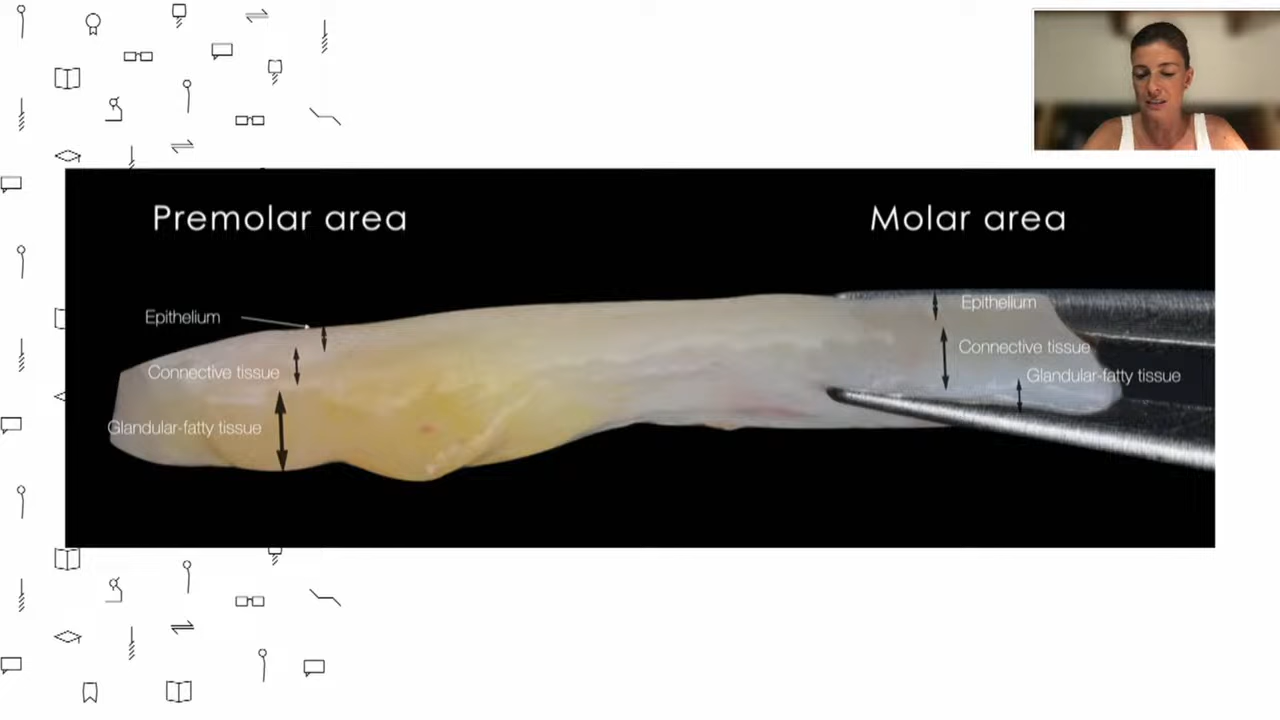 Premolar area
Molar area
Epithelium
Connective tissue
Glandular-fatty tissue
Epithelium
Connective tissue
Glandular-fatty tissue